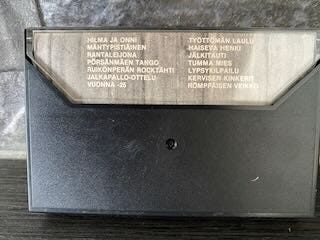 HILMA JA ONNI
MÄNTYPISTIÄINEN
RANTALEIJONA
PÖRSÄNMÄEN TANGO
RUIKÖNPERÄN ROCKTÄHTI
JALKAPALLO-OTTELU
VUONNA -25
TYÖTTÖMÄN LAULU
HAISEVA HENKI
JÄLKITAUTI
TUMMA MIES
LYPSYKILPAILU
KERVISEN KINKERIT
RÖMPPÄISEN VEIKKO